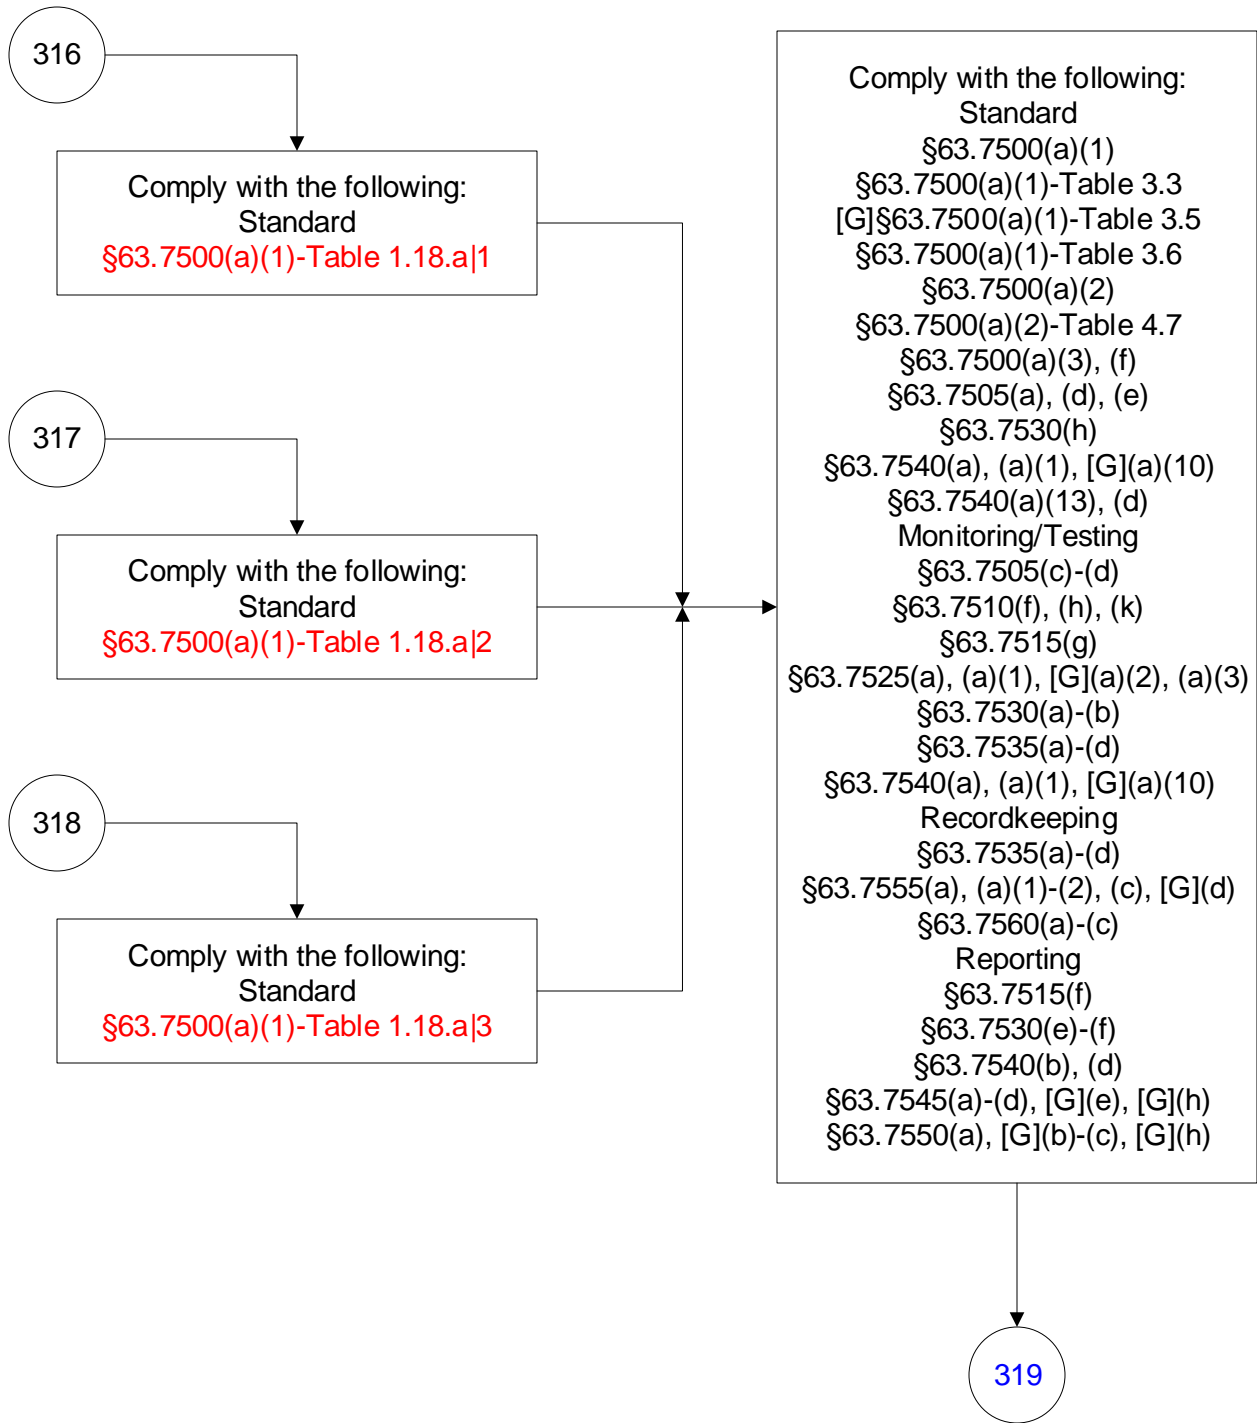 316
Comply with the following:
Standard
§63.7500(a)(1)-Table 1.18.a|1
317
Comply with the following:
Standard
§63.7500(a)(1)-Table 1.18.a|2
318
Comply with the following:
Standard
§63.7500(a)(1)-Table 1.18.a|3
Comply with the following:
Standard
§63.7500(a)(1)
§63.7500(a)(1)-Table 3.3
[G]§63.7500(a)(1)-Table 3.5
§63.7500(a)(1)-Table 3.6
§63.7500(a)(2)
§63.7500(a)(2)-Table 4.7
§63.7500(a)(3), (f)
§63.7505(a), (d), (e)
§63.7530(h)
§63.7540(a), (a)(1), [G](a)(10)
§63.7540(a)(13), (d)
Monitoring/Testing
§63.7505(c)-(d)
§63.7510(f), (h), (k)
§63.7515(g)
§63.7525(a), (a)(1), [G](a)(2), (a)(3)
§63.7530(a)-(b)
§63.7535(a)-(d)
§63.7540(a), (a)(1), [G](a)(10)
Recordkeeping
§63.7535(a)-(d)
§63.7555(a), (a)(1)-(2), (c), [G](d)
§63.7560(a)-(c)
Reporting
§63.7515(f)
§63.7530(e)-(f)
§63.7540(b), (d)
§63.7545(a)-(d), [G](e), [G](h)
§63.7550(a), [G](b)-(c), [G](h)
319